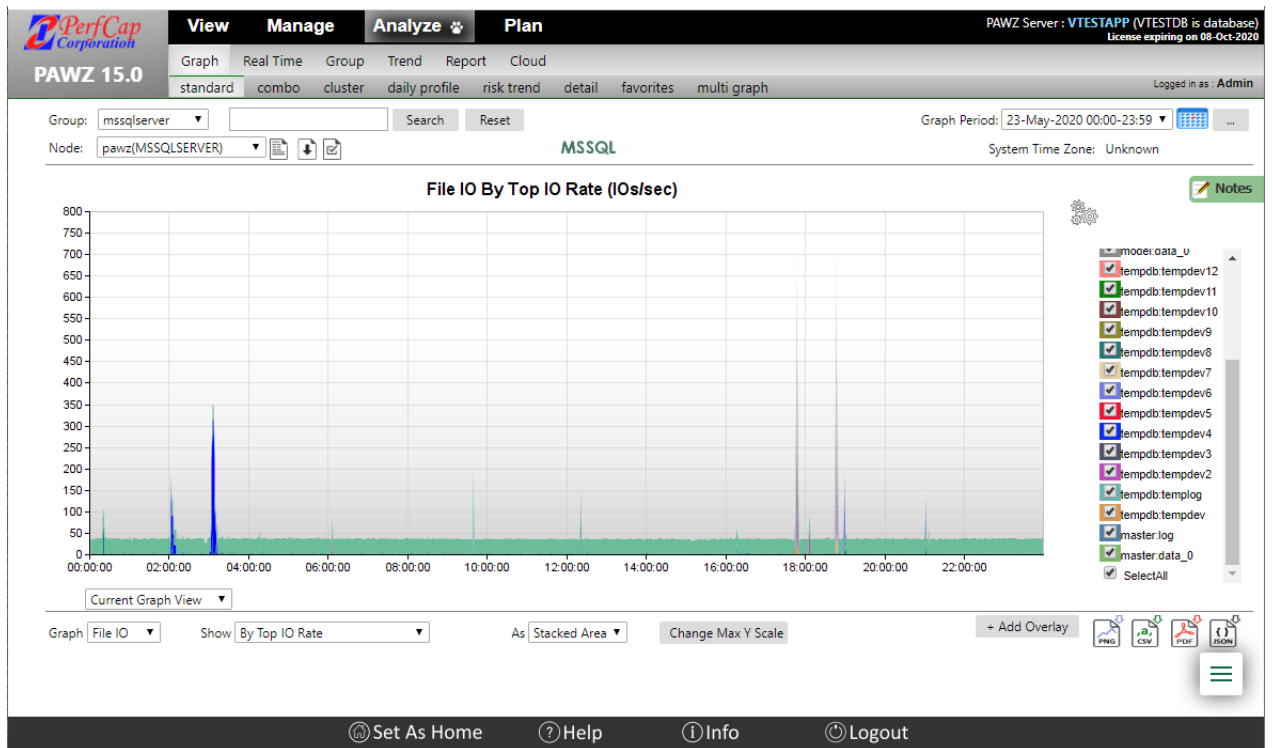 PerfCap
Corporation
PAWZ 15.0
View Manage Analyze Plan
PAWZ Server : VTESTAPP (VTESTDB is database)
License expiring on 08-Oct-2020
Graph Real Time Group Trend Report Cloud
standard combo cluster daily profile risk trend detail favorites multi graph
Logged in as : Admin
Group: mssqlserver Search Reset Graph Period: 23-May-2020 00:00-23:59 ...
Node: pawz(MSSQLSERVER) MSSQL System Time Zone: Unknown
File IO By Top IO Rate (IOs/sec)
Notes
800
750
700
650
600
550
500
450
400
350
300
250
200
150
100
50
0
00:00:00 02:00:00 04:00:00 06:00:00 08:00:00 10:00:00 12:00:00 14:00:00 16:00:00 18:00:00 20:00:00 22:00:00
model:data_0
tempdb:tempdev12
tempdb:tempdev11
tempdb:tempdev10
tempdb:tempdev9
tempdb:tempdev8
tempdb:tempdev7
tempdb:tempdev6
tempdb:tempdev5
tempdb:tempdev4
tempdb:tempdev3
tempdb:tempdev2
tempdb:templog
tempdb:tempdev
master:log
master:data_0
SelectAll
Current Graph View
Graph File IO Show By Top IO Rate As Stacked Area Change Max Y Scale + Add Overlay
PNG ,a, CSV PDF { } JSON
Set As Home ? Help i Info Logout